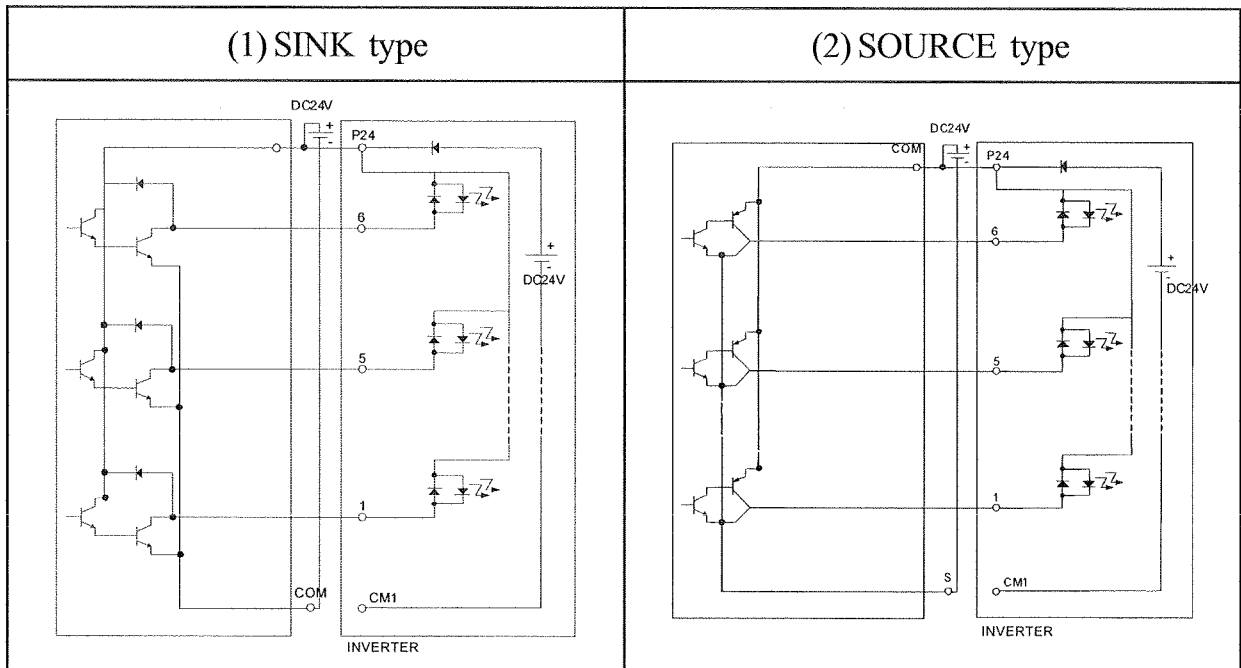 (1) SINK type
DC24V
+
-
P24
6
+
-
DC24V
5
1
COM
CM1
INVERTER
(2) SOURCE type
DC24V
+
-
COM
P24
6
+
-
DC24V
5
1
S
CM1
INVERTER